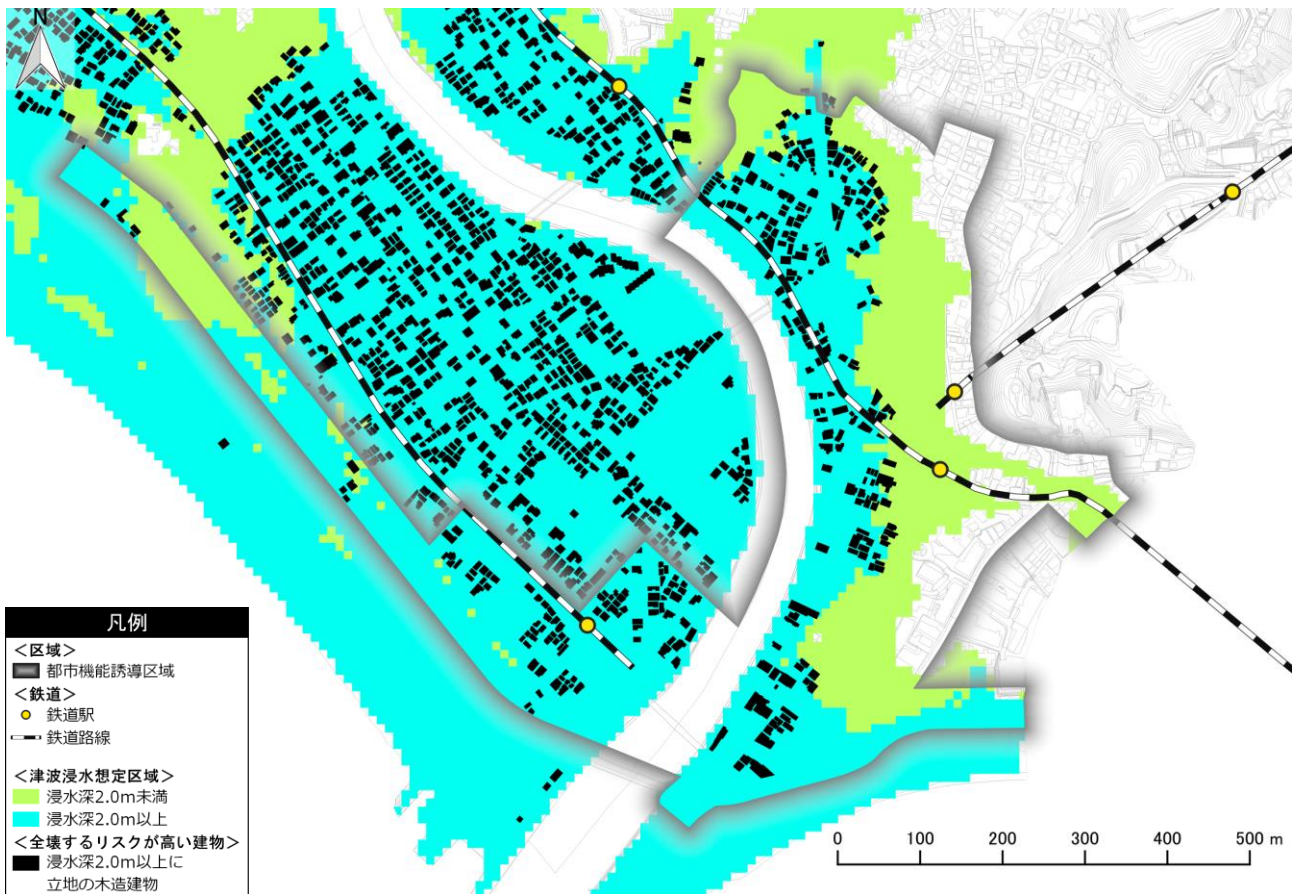 N
凡例
＜区域＞
都市機能誘導区域
＜鉄道＞
鉄道駅
鉄道路線
＜津波浸水想定区域＞
浸水深2.0m未満
浸水深2.0m以上
＜全壊するリスクが高い建物＞
浸水深2.0m以上に
立地の木造建物
0 100 200 300 400 500 m